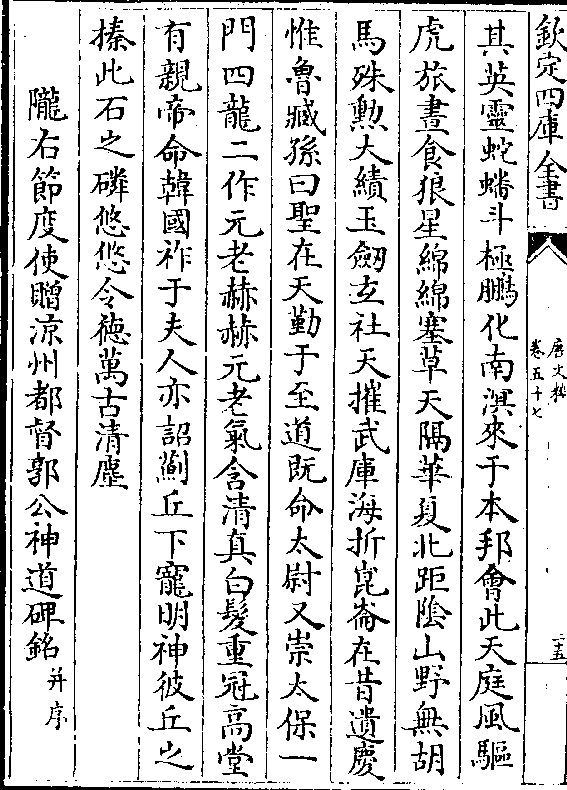 欽定四庫全書
唐文粹
卷五十七
三五
其英靈蛇蟠斗極鵬化南溟來于本邦會此天庭風驅
虎旅晝食狼星綿綿塞草天隔華夏北距陰山野無胡
馬殊勲大績玉劒玄社天摧武庫海折崑崙在昔遺慶
惟魯臧孫曰聖在天勤于至道既命太尉又崇太保一
門四龍二作元老赫赫元老氣含清真白髮重冠高堂
有親帝命韓國祚于夫人亦詔薊丘下寵明神彼丘之
搸此石之磷悠悠令徳萬古清塵
隴右節度使贈涼州都督郭公神道碑銘并序